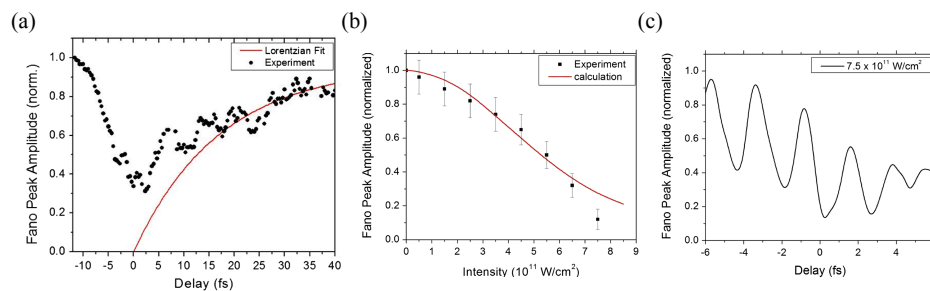 (a)
Fano Peak Amplitude (norm.)
1.0
0.8
0.6
0.4
0.2
0.0
Lorentzian Fit
Experiment
-10 -5 0 5 10 15 20 25 30 35 40
Delay (fs)
(b)
Fano Peak Amplitude (normalized)
1.0
0.8
0.6
0.4
0.2
0.0
Experiment
calculation
0 1 2 3 4 5 6 7 8 9
Intensity (10¹¹ W/cm²)
(c)
Fano Peak Amplitude (normalized)
1.0
0.8
0.6
0.4
0.2
0.0
7.5 x 10¹¹ W/cm²
-6 -4 -2 0 2 4
Delay (fs)